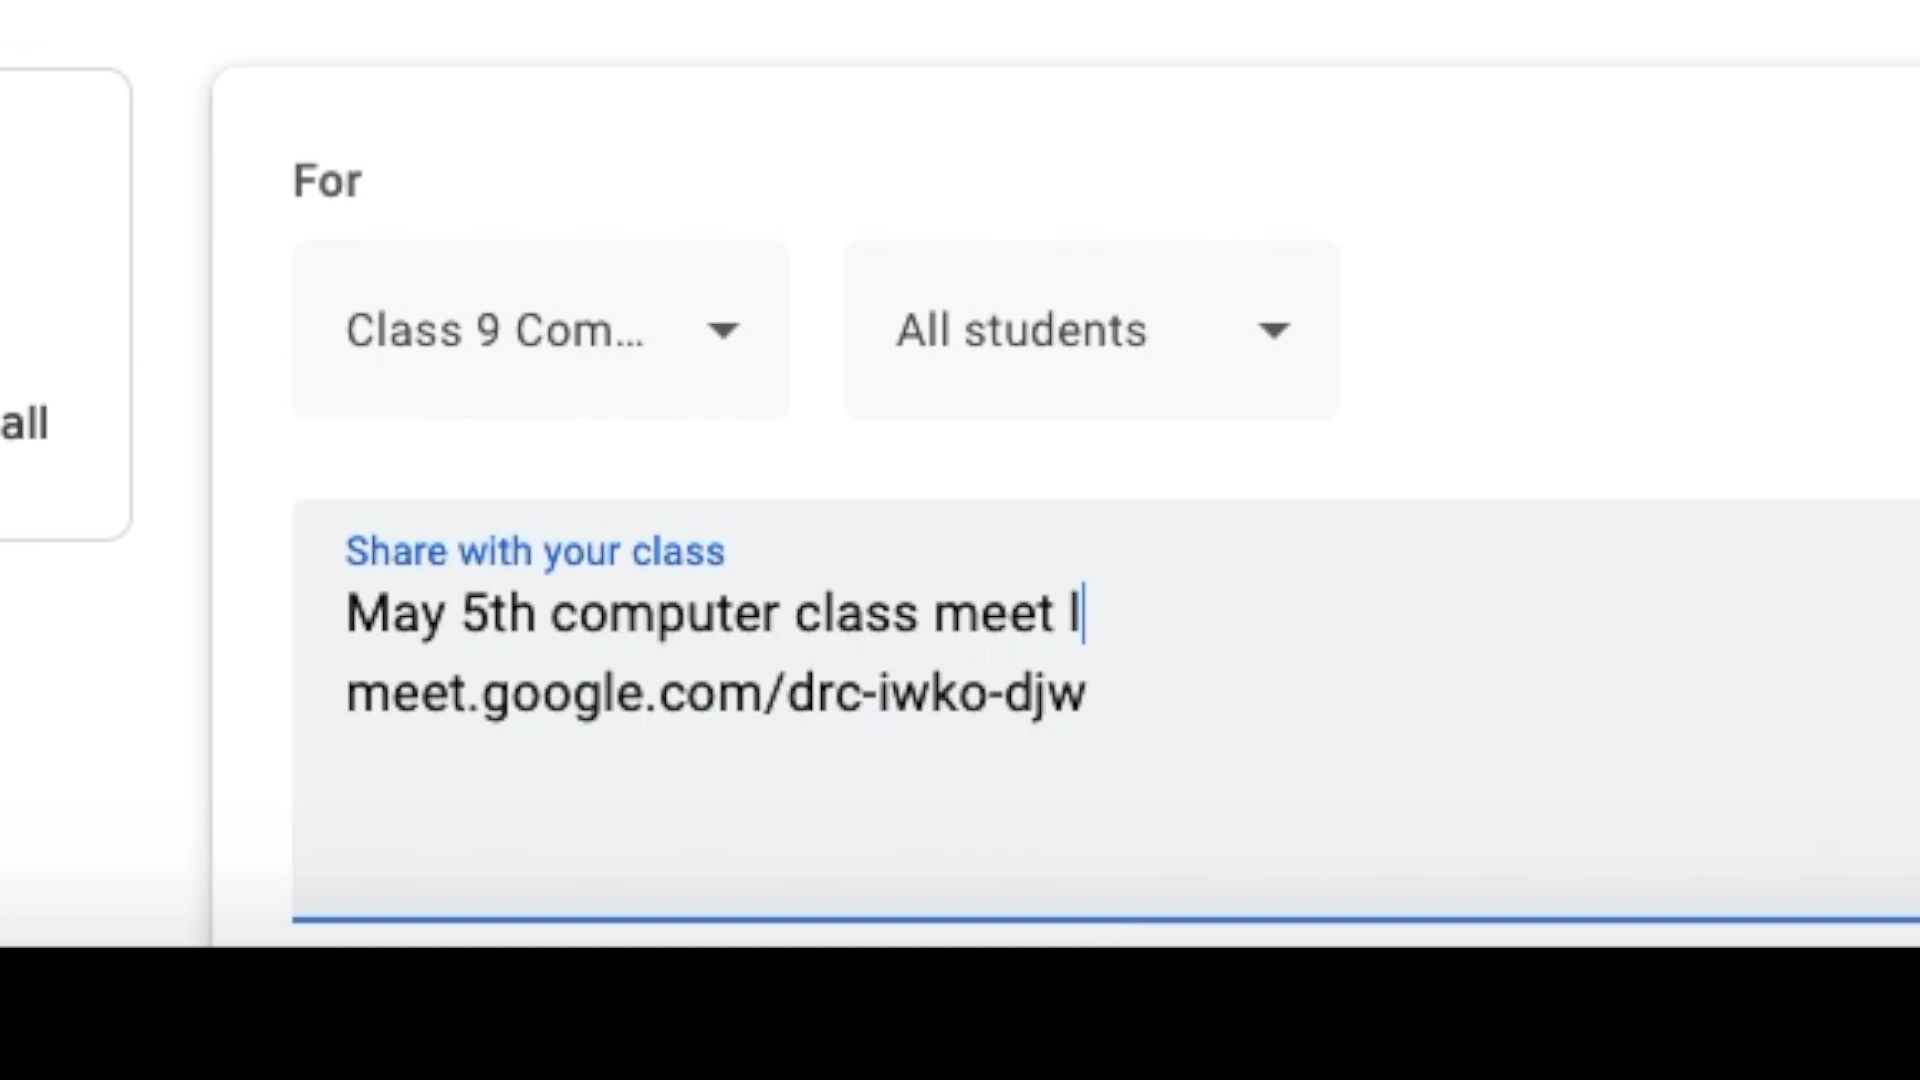 For
Class 9 Com...
All students
all
Share with your class
May 5th computer class meet l
meet.google.com/drc-iwko-djw